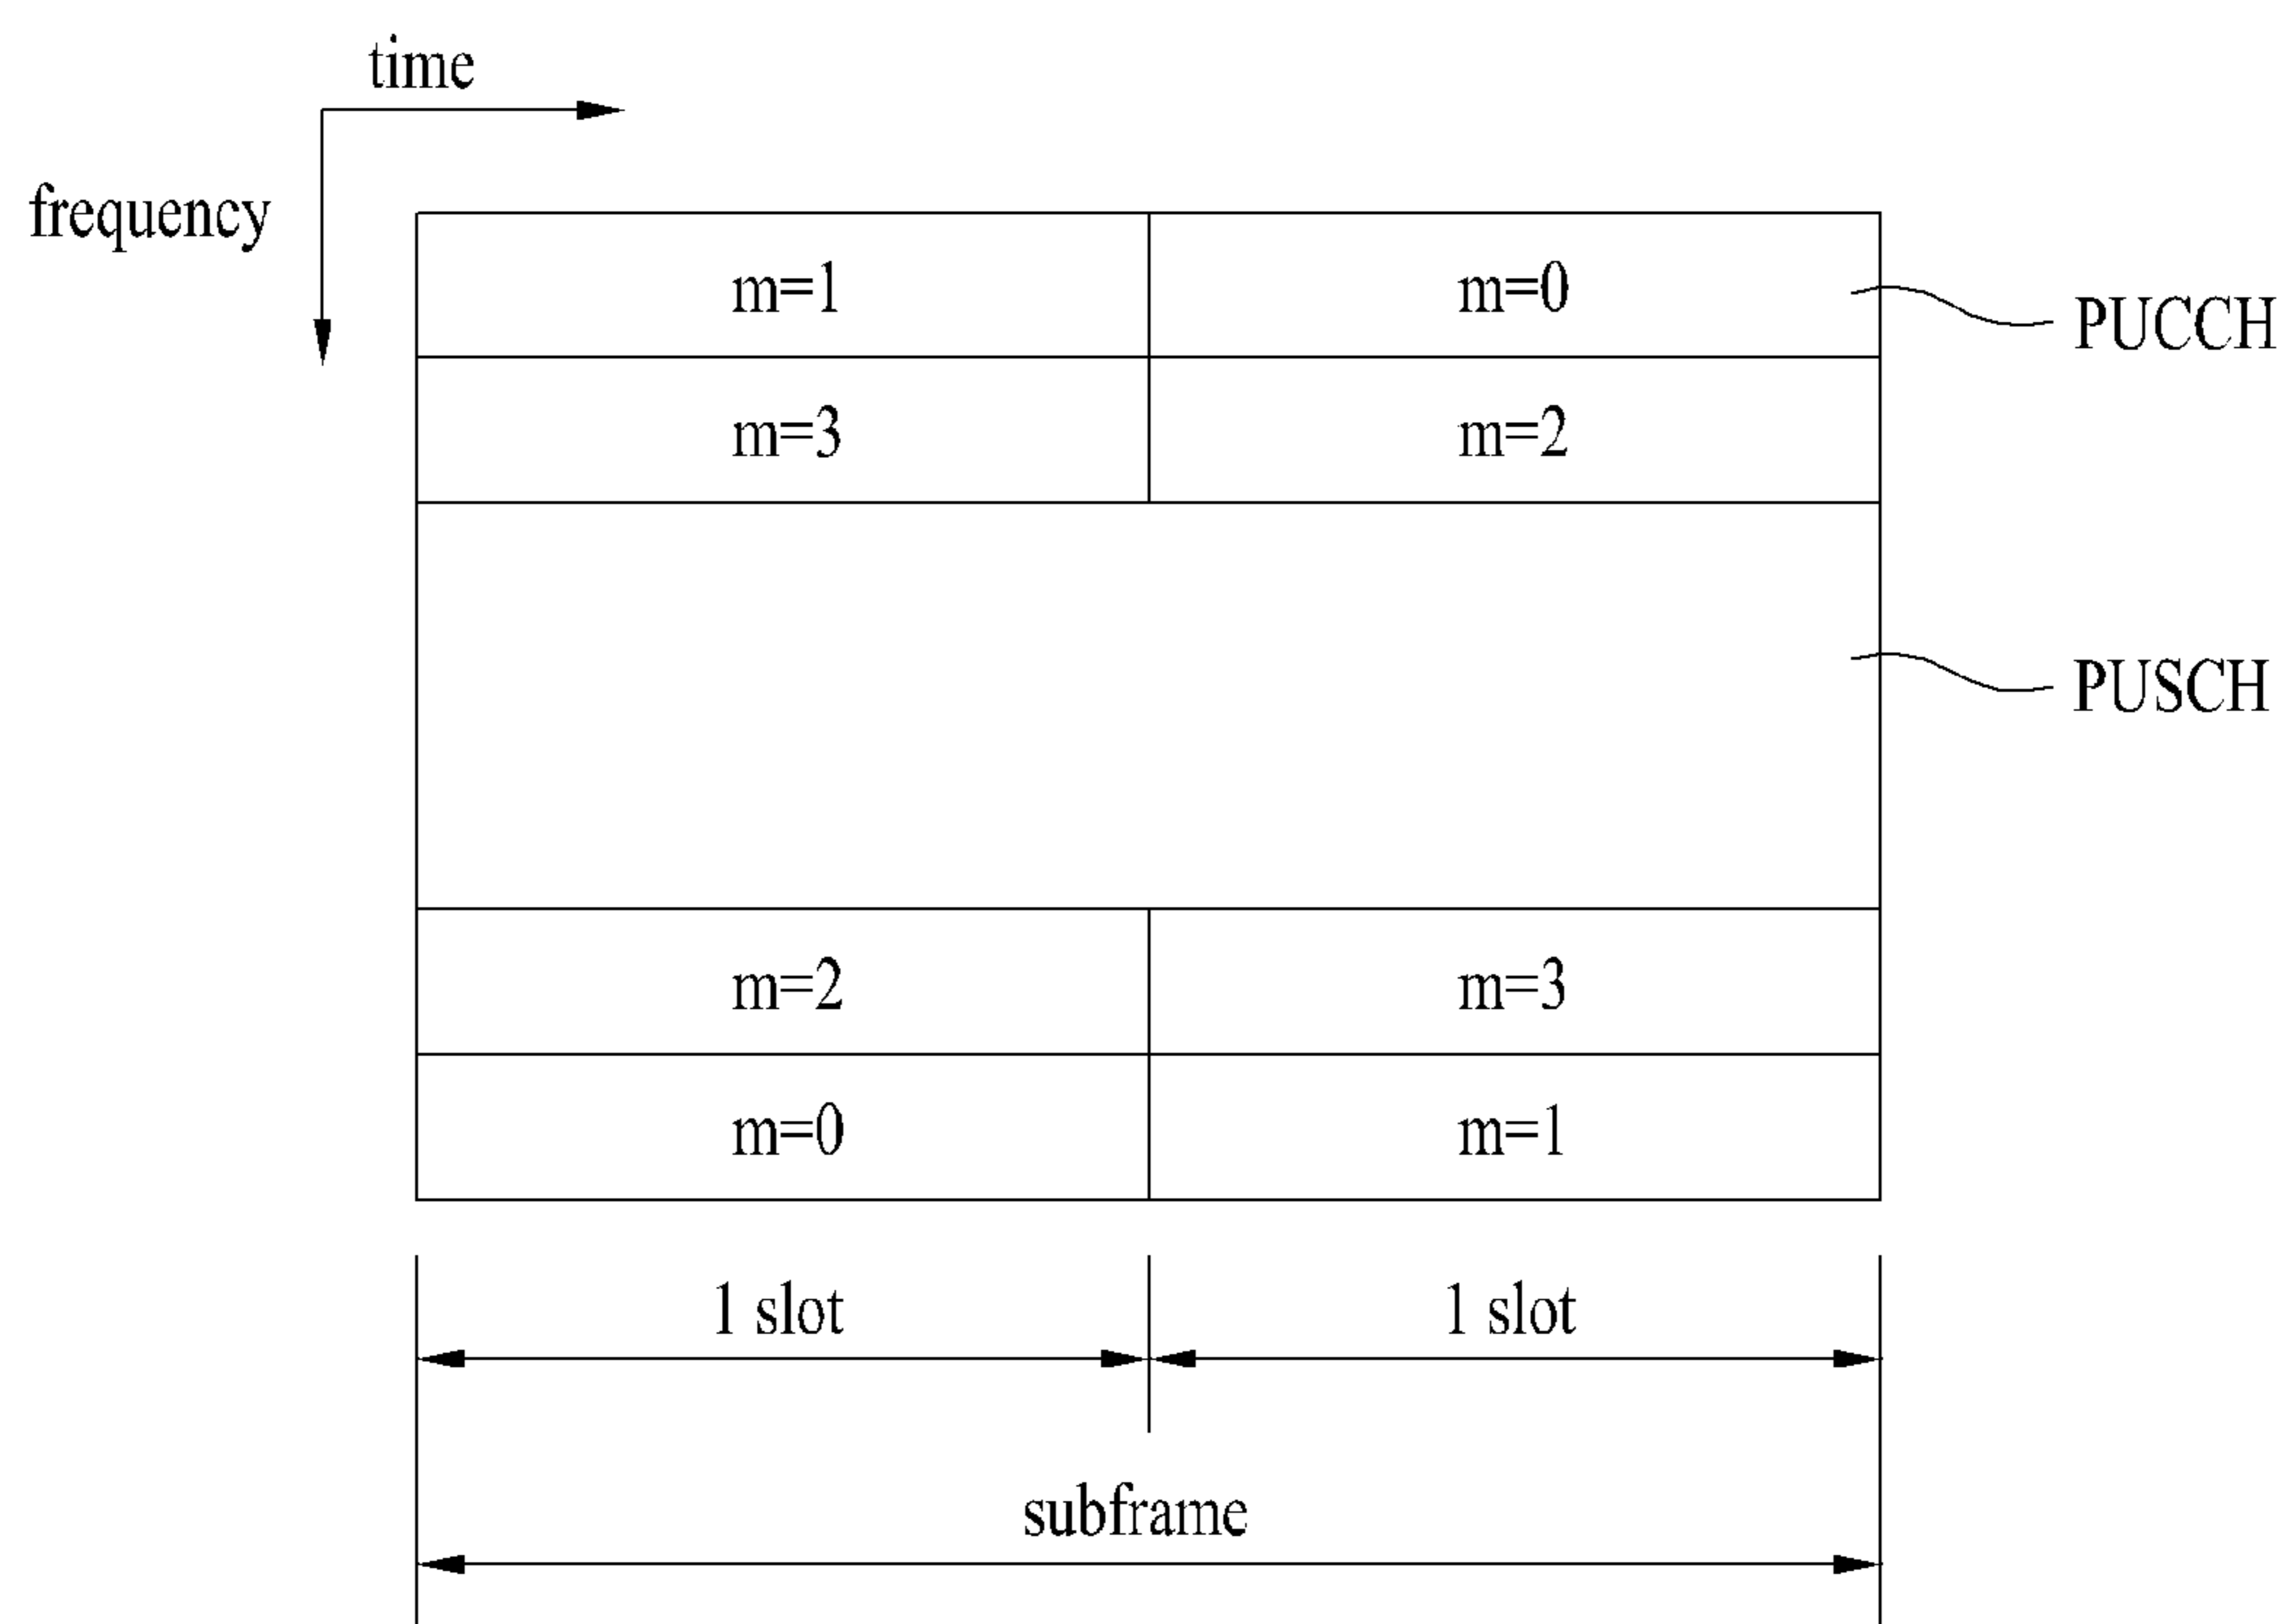 time
frequency
m=1
m=0
PUCCH
m=3
m=2
PUSCH
m=2
m=3
m=0
m=1
1 slot
1 slot
subframe